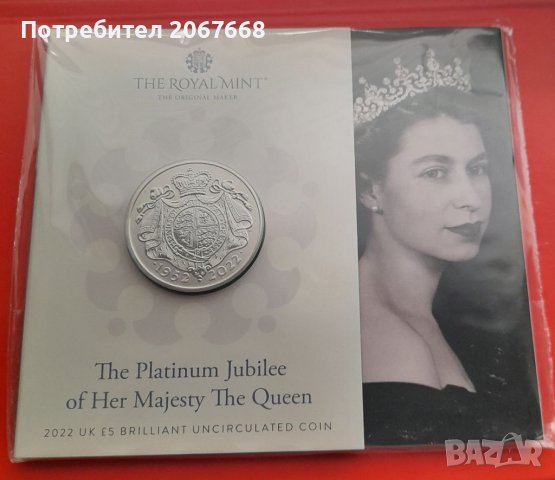 Потребител 2067668
THE ROYAL MINT®
THE ORIGINAL MAKER
·1952 2022·
The Platinum Jubilee
of Her Majesty The Queen
2022 UK £5 BRILLIANT UNCIRCULATED COIN
BAZAR